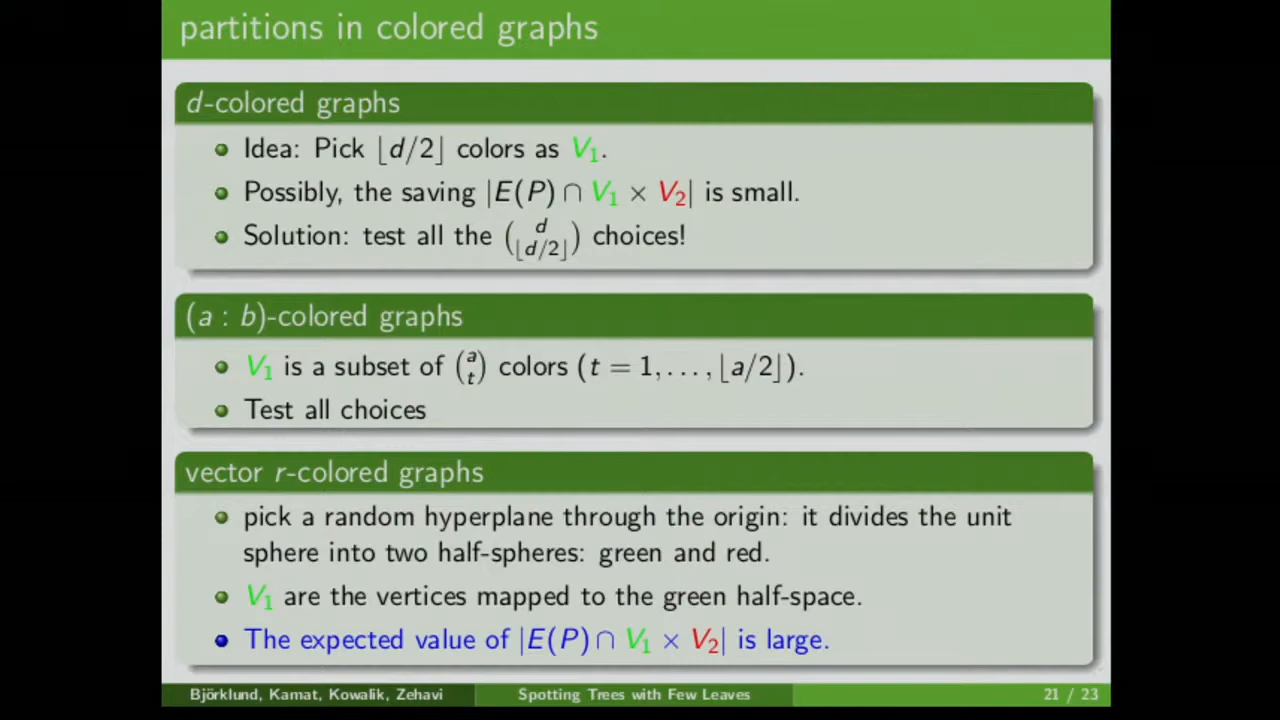 partitions in colored graphs
d-colored graphs
Idea: Pick ⌊d/2⌋ colors as V₁.
Possibly, the saving |E(P) ∩ V₁ × V₂| is small.
Solution: test all the (d ⌊d/2⌋) choices!
(a : b)-colored graphs
V₁ is a subset of (a t) colors (t = 1, . . . , ⌊a/2⌋).
Test all choices
vector r-colored graphs
pick a random hyperplane through the origin: it divides the unit
sphere into two half-spheres: green and red.
V₁ are the vertices mapped to the green half-space.
The expected value of |E(P) ∩ V₁ × V₂| is large.
Björklund, Kamat, Kowalik, Zehavi Spotting Trees with Few Leaves 21 / 23